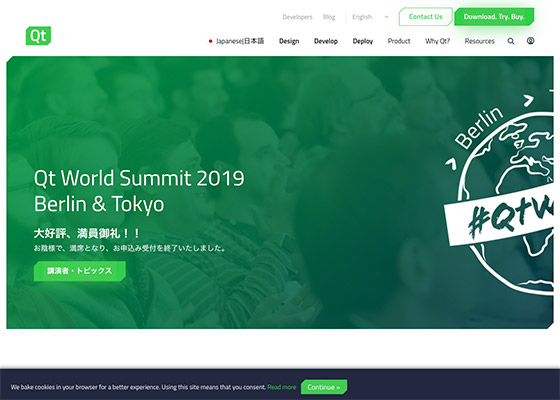 Developers Blog English Contact Us Download. Try. Buy.
Qt
Japanese|日本語 Design Develop Deploy Product Why Qt? Resources
Berlin
Qt World Summit 2019
Berlin & Tokyo
#QtW
大好評、満員御礼！！
お陰様で、満席となり、お申込み受付を終了いたしました。
講演者・トピックス
We bake cookies in your browser for a better experience. Using this site means that you consent. Read more Continue »